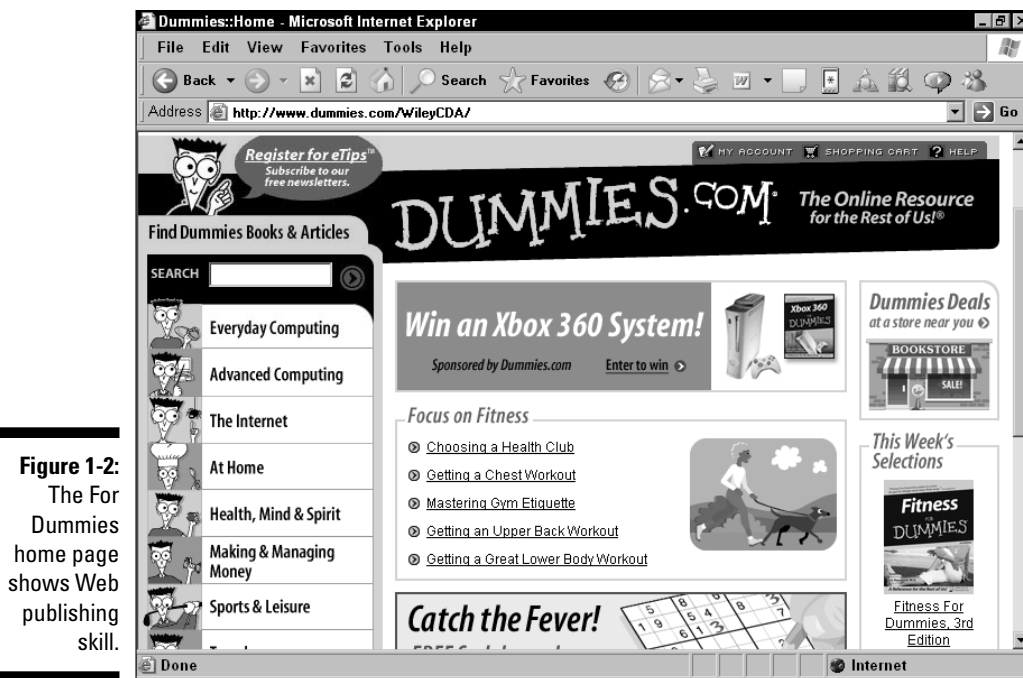 Dummies::Home - Microsoft Internet Explorer
File Edit View Favorites Tools Help
Back Search Favorites
Address http://www.dummies.com/WileyCDA/ Go
Register for eTips™
Subscribe to our
free newsletters.
MY ACCOUNT SHOPPING CART HELP
DUMMIES.COM
The Online Resource
for the Rest of Us!®
Find Dummies Books & Articles
SEARCH
Everyday Computing
Advanced Computing
The Internet
At Home
Health, Mind & Spirit
Making & Managing
Money
Sports & Leisure
Win an Xbox 360 System!
Sponsored by Dummies.com Enter to win
Xbox 360
DUMMIES
Focus on Fitness
Choosing a Health Club
Getting a Chest Workout
Mastering Gym Etiquette
Getting an Upper Back Workout
Getting a Great Lower Body Workout
Catch the Fever!
Dummies Deals
at a store near you
BOOKSTORE
SALE!
This Week's
Selections
Fitness
FOR
DUMMIES
Fitness For
Dummies, 3rd
Edition
Done Internet
Figure 1-2:
The For
Dummies
home page
shows Web
publishing
skill.